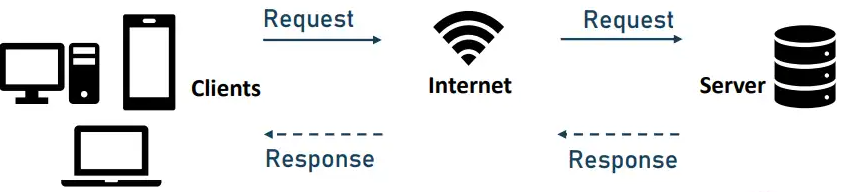 Request
Request
Clients
Internet
Server
Response
Response